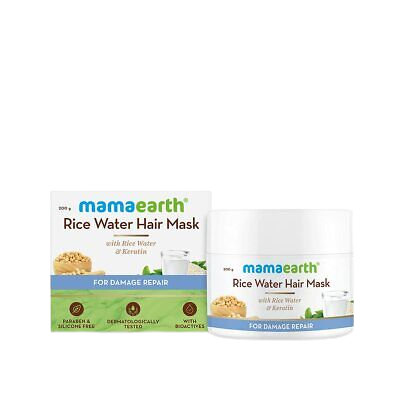 200 g
mamaearth®
Rice Water Hair Mask
with Rice Water
& Keratin
FOR DAMAGE REPAIR
PARABEN &
SILICONE FREE
DERMATOLOGICALLY
TESTED
WITH
BIOACTIVES
200 g
mamaearth®
Rice Water Hair Mask
with Rice Water
& Keratin
FOR DAMAGE REPAIR